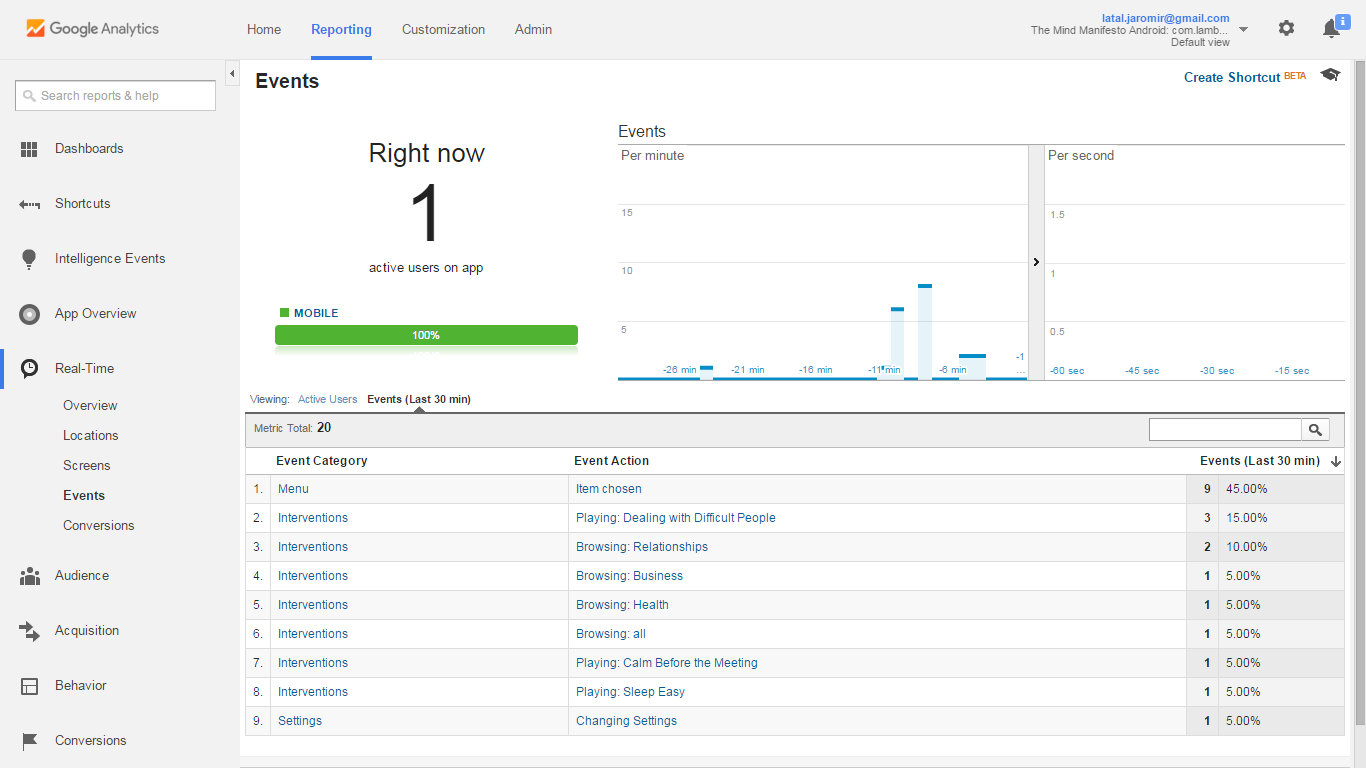 Google Analytics
Home Reporting Customization Admin
latal.jaromir@gmail.com
The Mind Manifesto Android: com.lamb...
Default view
i
Search reports & help
Dashboards
Shortcuts
Intelligence Events
App Overview
Real-Time
Overview
Locations
Screens
Events
Conversions
Audience
Acquisition
Behavior
Conversions
Events
Create Shortcut BETA
Right now
1
active users on app
MOBILE
100%
Events
Per minute
15
10
5
-26 min -21 min -16 min -11 min -6 min -1
...
Per second
1.5
1
0.5
-60 sec -45 sec -30 sec -15 sec
Viewing: Active Users Events (Last 30 min)
Metric Total: 20
Event Category Event Action Events (Last 30 min)
1. Menu Item chosen 9 45.00%
2. Interventions Playing: Dealing with Difficult People 3 15.00%
3. Interventions Browsing: Relationships 2 10.00%
4. Interventions Browsing: Business 1 5.00%
5. Interventions Browsing: Health 1 5.00%
6. Interventions Browsing: all 1 5.00%
7. Interventions Playing: Calm Before the Meeting 1 5.00%
8. Interventions Playing: Sleep Easy 1 5.00%
9. Settings Changing Settings 1 5.00%